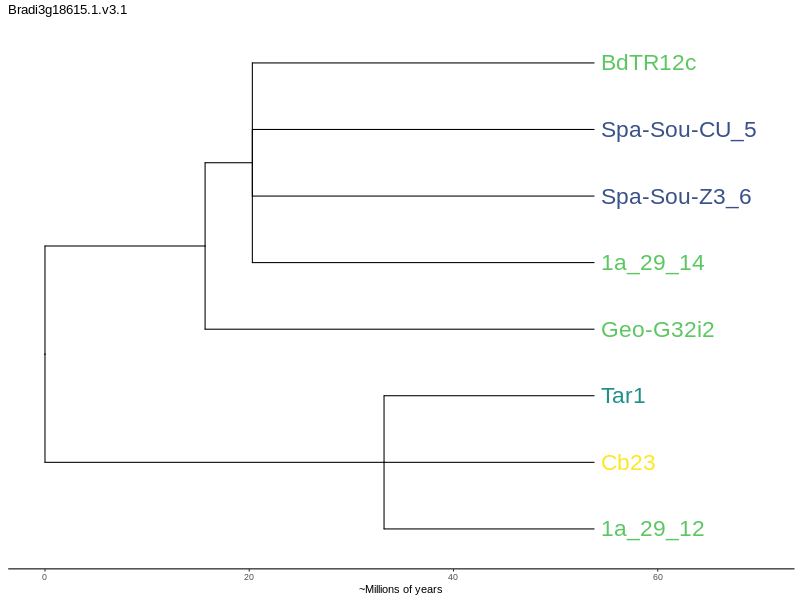 Bradi3g18615.1.v3.1
BdTR12c
Spa-Sou-CU_5
Spa-Sou-Z3_6
1a_29_14
Geo-G32i2
Tar1
Cb23
1a_29_12
0 20 40 60
~Millions of years